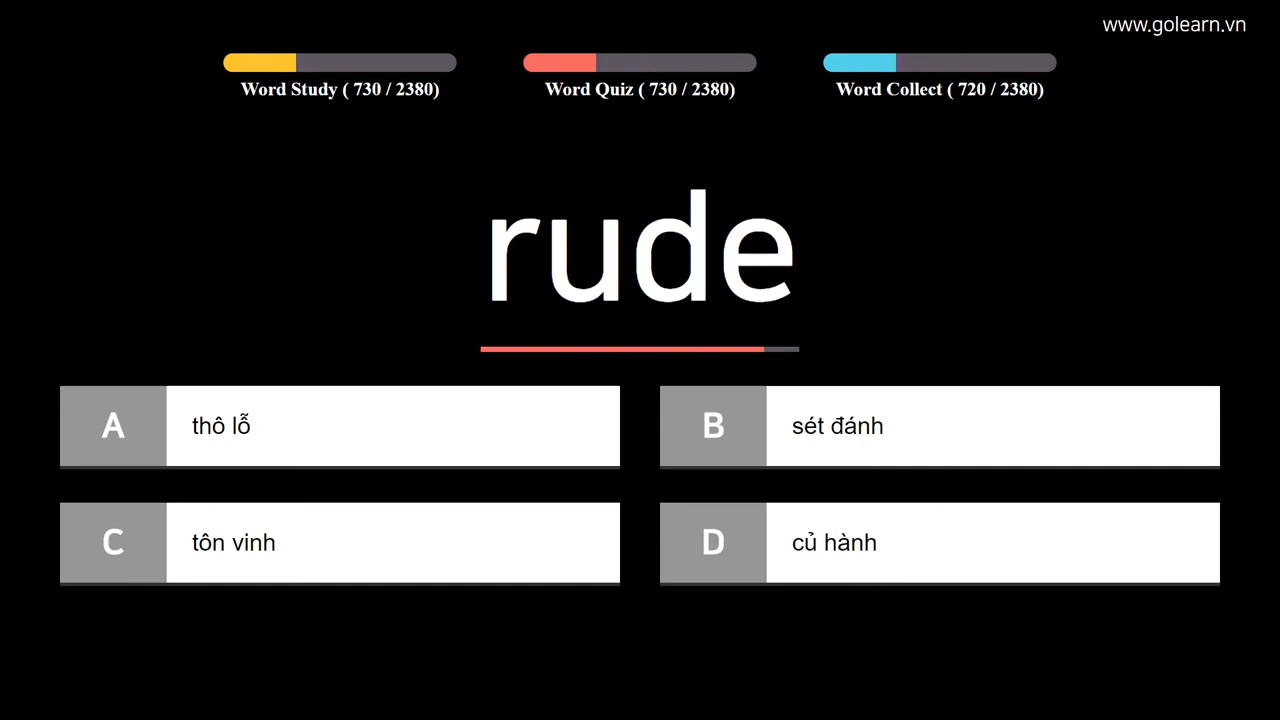 www.golearn.vn
Word Study ( 730 / 2380)
Word Quiz ( 730 / 2380)
Word Collect ( 720 / 2380)
rude
A thô lỗ
B sét đánh
C tôn vinh
D củ hành